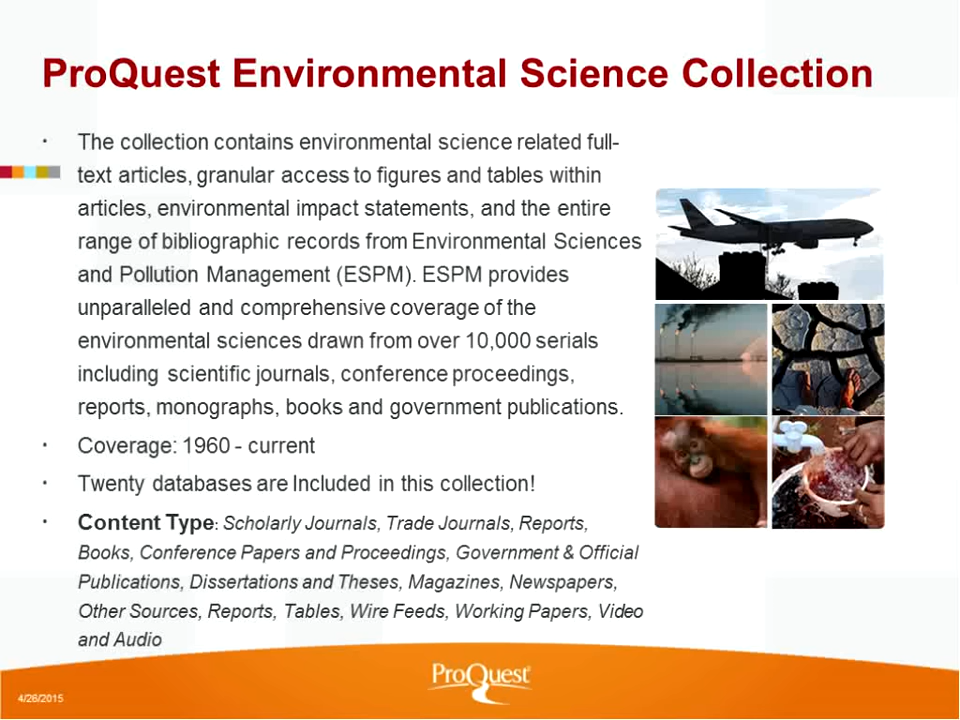 ProQuest Environmental Science Collection
• The collection contains environmental science related full-
text articles, granular access to figures and tables within
articles, environmental impact statements, and the entire
range of bibliographic records from Environmental Sciences
and Pollution Management (ESPM). ESPM provides
unparalleled and comprehensive coverage of the
environmental sciences drawn from over 10,000 serials
including scientific journals, conference proceedings,
reports, monographs, books and government publications.
• Coverage: 1960 - current
• Twenty databases are Included in this collection!
• Content Type: Scholarly Journals, Trade Journals, Reports,
Books, Conference Papers and Proceedings, Government & Official
Publications, Dissertations and Theses, Magazines, Newspapers,
Other Sources, Reports, Tables, Wire Feeds, Working Papers, Video
and Audio
ProQuest
4/26/2015